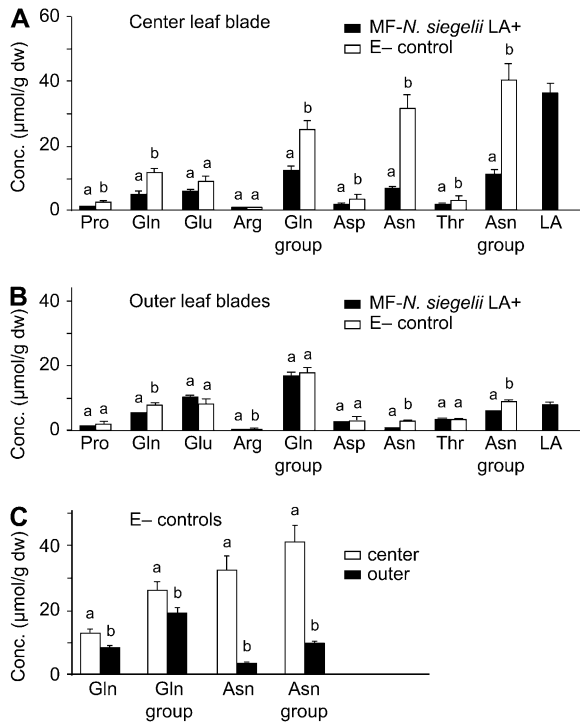 A
Center leaf blade
MF-N. siegelii LA+
E– control
Conc. (μmol/g dw)
60
40
20
0
a b a b a a a a a b a b a b a b a b
Pro Gln Glu Arg Gln group Asp Asn Thr Asn group LA
B
Outer leaf blades
MF-N. siegelii LA+
E– control
Conc. (μmol/g dw)
40
20
0
a a a b a a a b a a a a a b a a a b
Pro Gln Glu Arg Gln group Asp Asn Thr Asn group LA
C
E– controls
center
outer
Conc. (μmol/g dw)
40
20
0
a b a b a b a b
Gln Gln group Asn Asn group